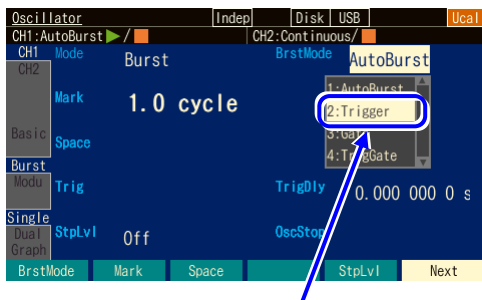 Oscillator Indep Disk USB Ucal
CH1:AutoBurst / CH2:Continuous/
CH1 Mode Burst BrstMode AutoBurst
CH2
1:AutoBurst
Mark 1.0 cycle 2:Trigger
Basic Space 3:Gate
4:TrigGate
Burst
Modu Trig TrigDly 0.000 000 0 s
Single
Dual StpLvl Off OscStop
Graph
BrstMode Mark Space StpLvl Next